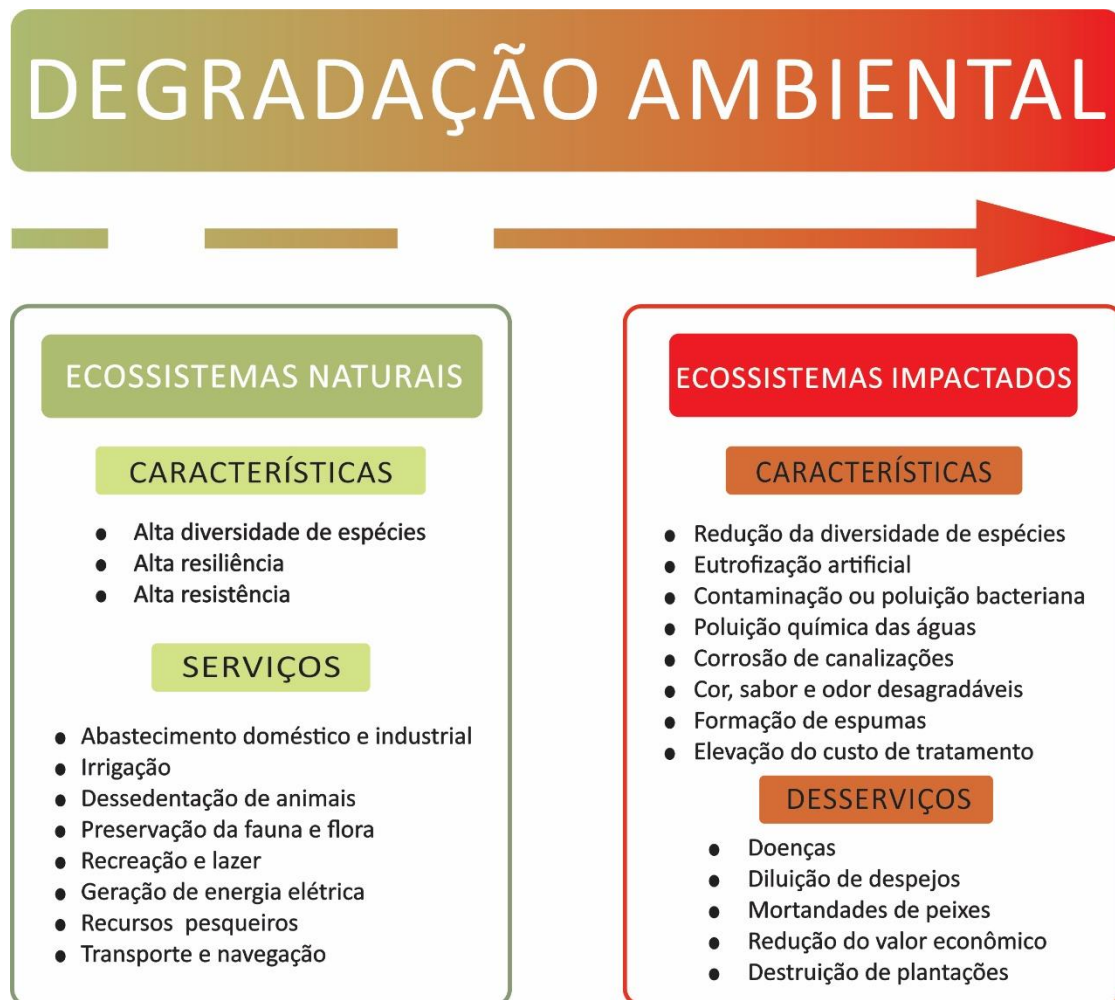 DEGRADAÇÃO AMBIENTAL
ECOSSISTEMAS NATURAIS
CARACTERÍSTICAS
• Alta diversidade de espécies
• Alta resiliência
• Alta resistência
SERVIÇOS
• Abastecimento doméstico e industrial
• Irrigação
• Dessedentação de animais
• Preservação da fauna e flora
• Recreação e lazer
• Geração de energia elétrica
• Recursos pesqueiros
• Transporte e navegação
ECOSSISTEMAS IMPACTADOS
CARACTERÍSTICAS
• Redução da diversidade de espécies
• Eutrofização artificial
• Contaminação ou poluição bacteriana
• Poluição química das águas
• Corrosão de canalizações
• Cor, sabor e odor desagradáveis
• Formação de espumas
• Elevação do custo de tratamento
DESSERVIÇOS
• Doenças
• Diluição de despejos
• Mortandades de peixes
• Redução do valor econômico
• Destruição de plantações